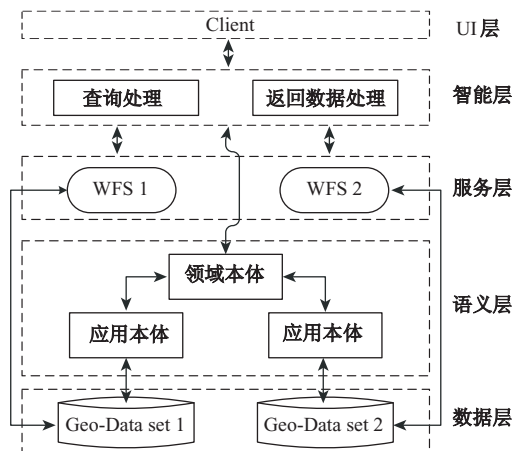 Client
UI层
查询处理
返回数据处理
智能层
WFS 1
WFS 2
服务层
领域本体
应用本体
应用本体
语义层
Geo-Data set 1
Geo-Data set 2
数据层